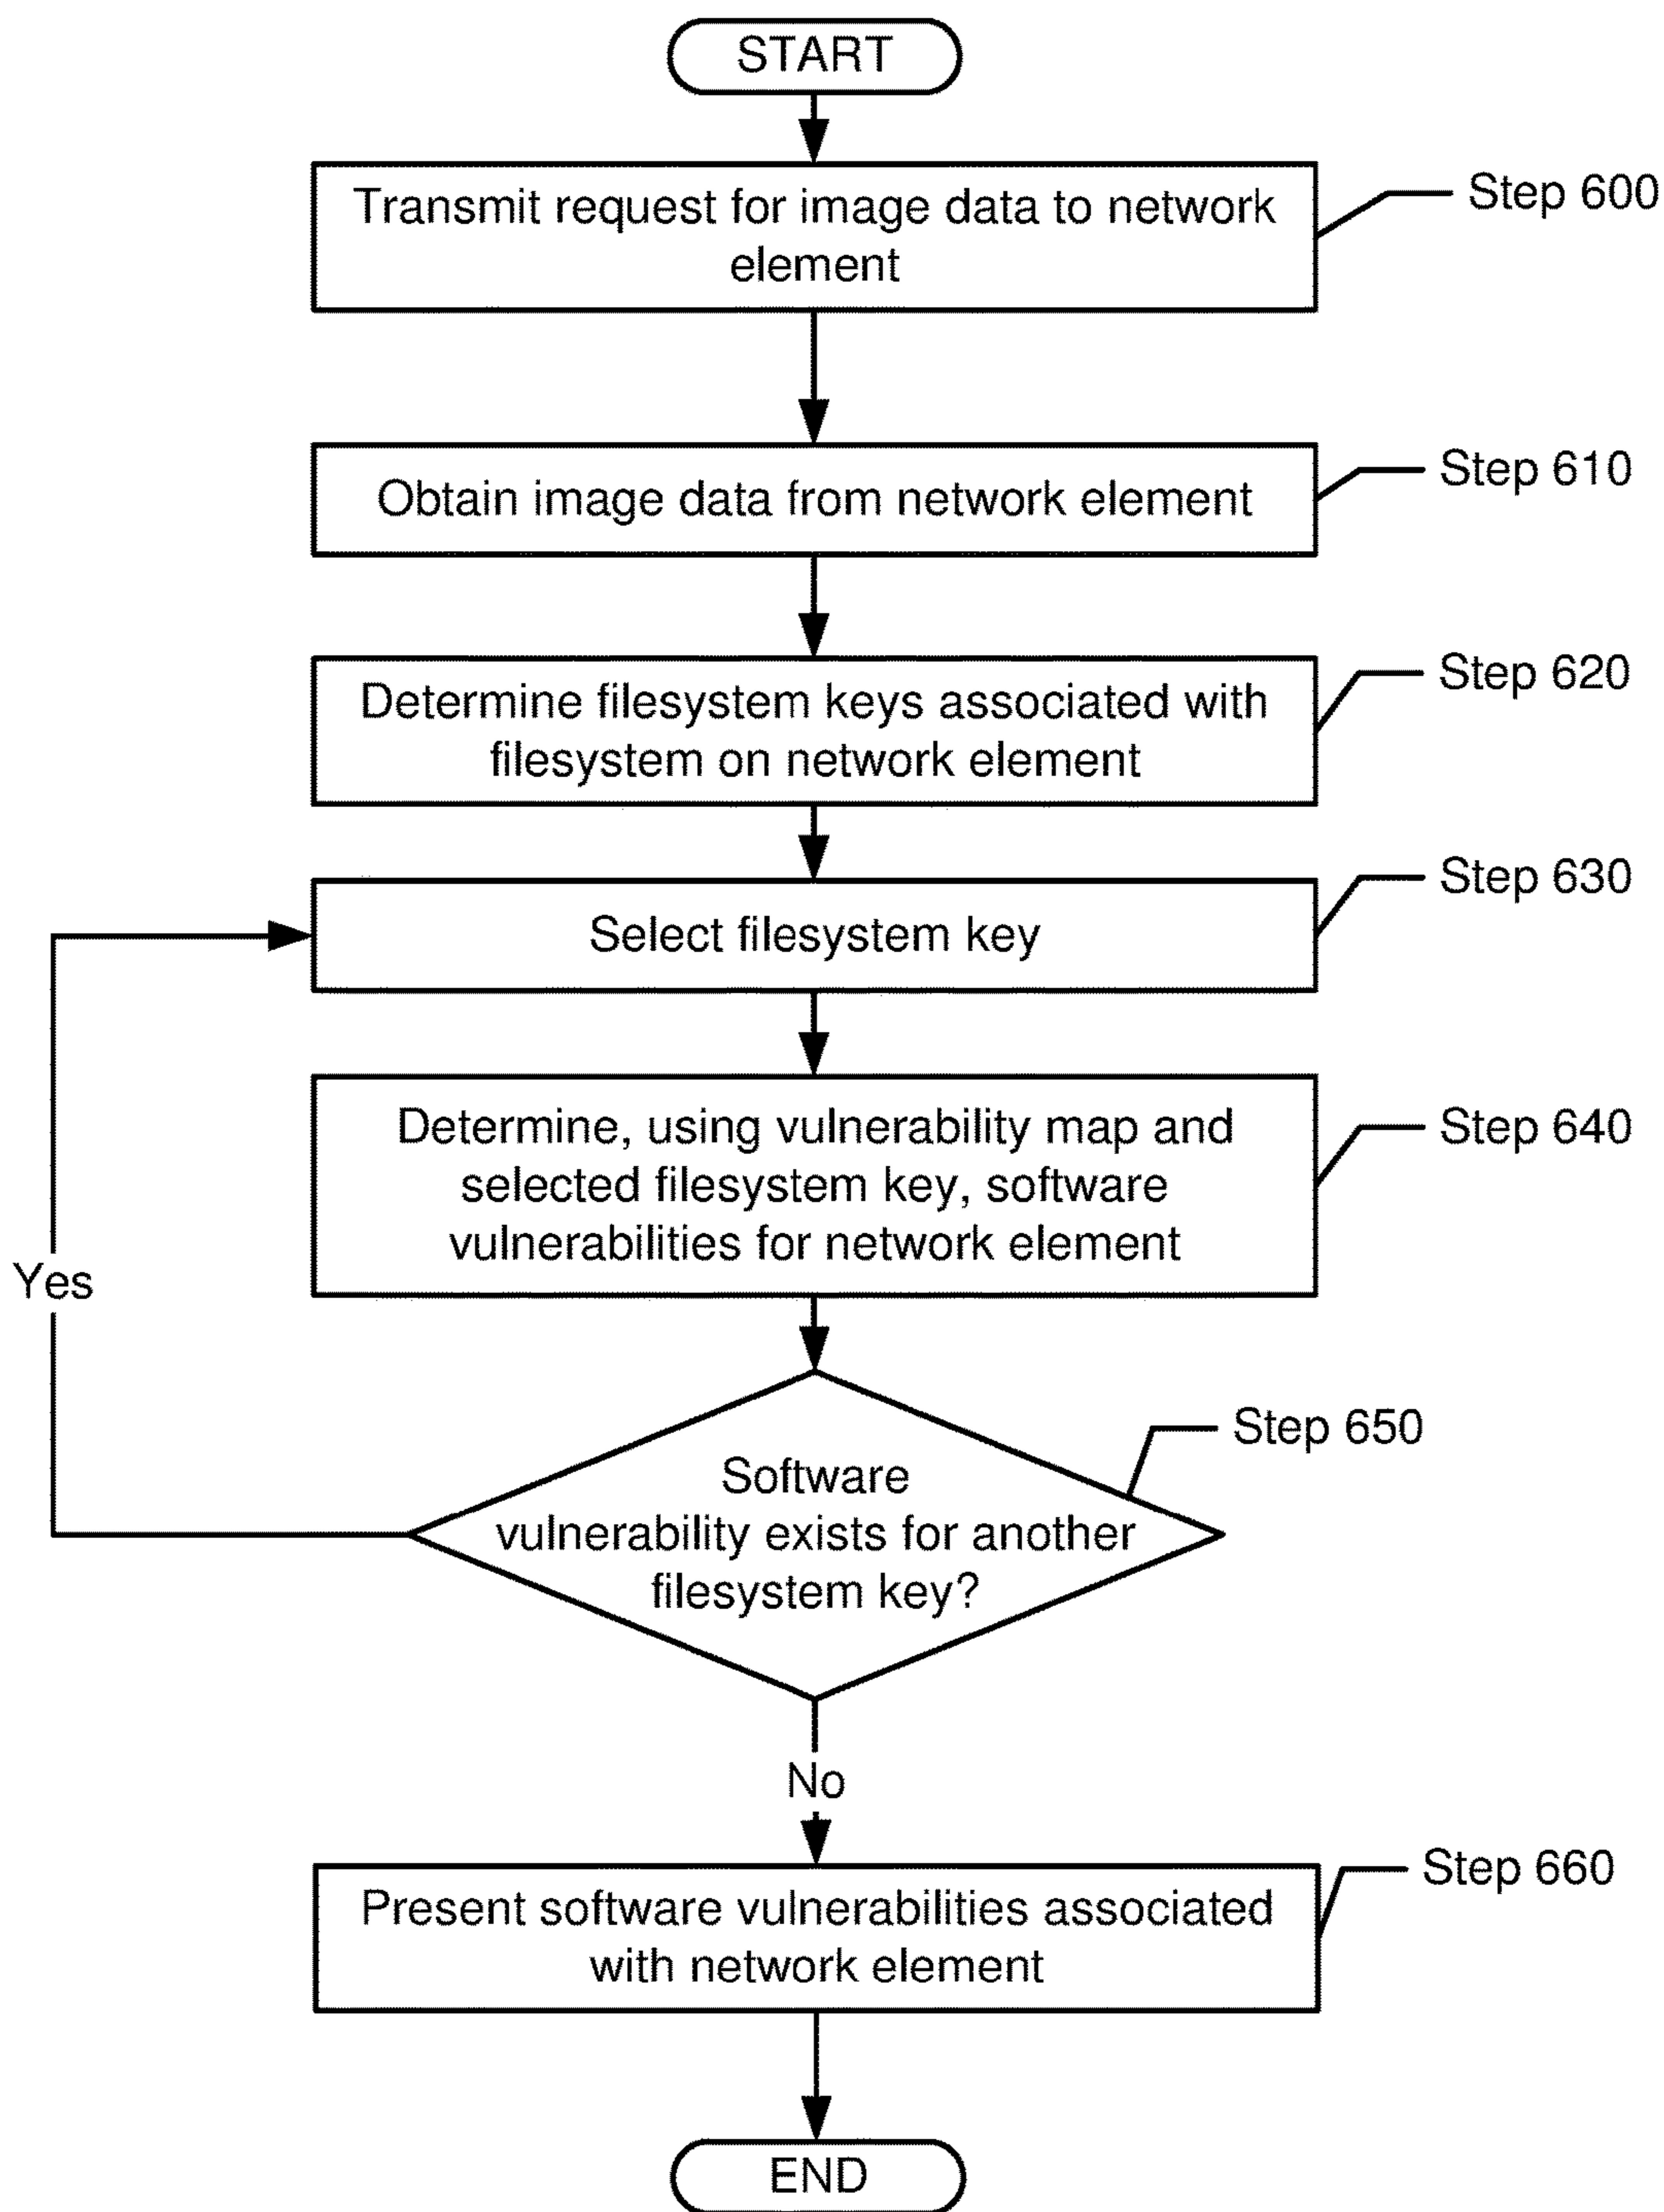 START
Transmit request for image data to network
element
Step 600
Obtain image data from network element
Step 610
Determine filesystem keys associated with
filesystem on network element
Step 620
Select filesystem key
Step 630
Determine, using vulnerability map and
selected filesystem key, software
vulnerabilities for network element
Step 640
Yes
Software
vulnerability exists for another
filesystem key?
Step 650
No
Present software vulnerabilities associated
with network element
Step 660
END